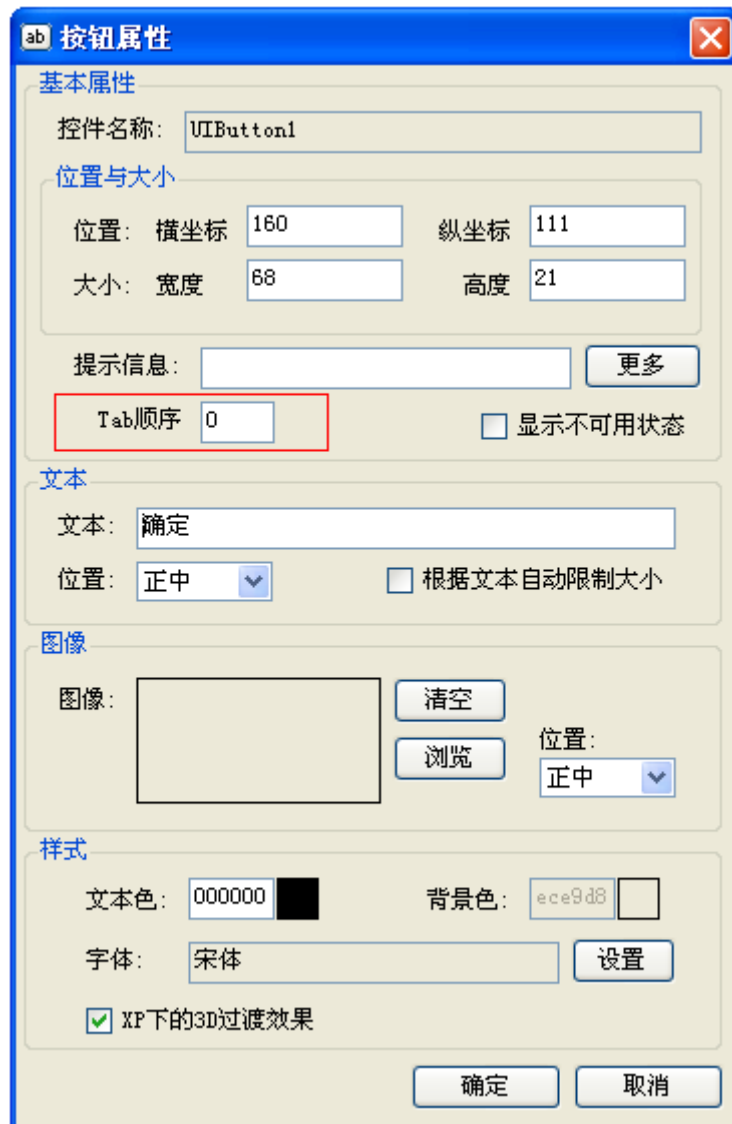 ab 按钮属性
基本属性
控件名称: UIButton1
位置与大小
位置: 横坐标 160 纵坐标 111
大小: 宽度 68 高度 21
提示信息: 更多
Tab顺序 0 显示不可用状态
文本
文本: 确定
位置: 正中 根据文本自动限制大小
图像
图像: 清空
浏览 位置:
正中
样式
文本色: 000000 背景色: ece9d8
字体: 宋体 设置
XP下的3D过渡效果
确定 取消